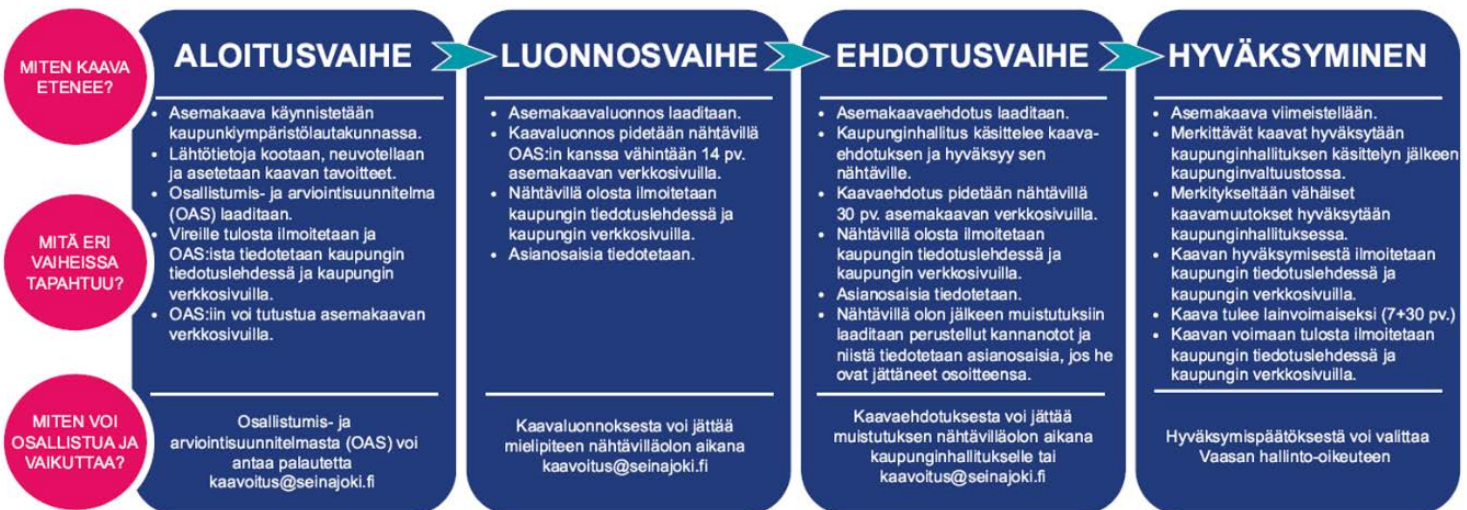 MITEN KAAVA
ETENEE?
MITÄ ERI
VAIHEISSA
TAPAHTUU?
MITEN VOI
OSALLISTUA JA
VAIKUTTAA?
ALOITUSVAIHE
• Asemakaava käynnistetään
kaupunkiympäristölautakunnassa.
• Lähtötietoja kootaan, neuvotellaan
ja asetetaan kaavan tavoitteet.
• Osallistumis- ja arviointisuunnitelma
(OAS) laaditaan.
• Vireille tulosta ilmoitetaan ja
OAS:ista tiedotetaan kaupungin
tiedotuslehdessä ja kaupungin
verkkosivuilla.
• OAS:iin voi tutustua asemakaavan
verkkosivuilla.
Osallistumis- ja
arviointisuunnitelmasta (OAS) voi
antaa palautetta
kaavoitus@seinajoki.fi
LUONNOSVAIHE
• Asemakaavaluonnos laaditaan.
• Kaavaluonnos pidetään nähtävillä
OAS:in kanssa vähintään 14 pv.
asemakaavan verkkosivuilla.
• Nähtävillä olosta ilmoitetaan
kaupungin tiedotuslehdessä ja
kaupungin verkkosivuilla.
• Asianosaisia tiedotetaan.
Kaavaluonnoksesta voi jättää
mielipiteen nähtävilläolon aikana
kaavoitus@seinajoki.fi
EHDOTUSVAIHE
• Asemakaavaehdotus laaditaan.
• Kaupunginhallitus käsittelee kaava-
ehdotuksen ja hyväksyy sen
nähtäville.
• Kaavaehdotus pidetään nähtävillä
30 pv. asemakaavan verkkosivuilla.
• Nähtävillä olosta ilmoitetaan
kaupungin tiedotuslehdessä ja
kaupungin verkkosivuilla.
• Asianosaisia tiedotetaan.
• Nähtävillä olon jälkeen muistutuksiin
laaditaan perustellut kannanotot ja
niistä tiedotetaan asianosaisia, jos he
ovat jättäneet osoitteensa.
Kaavaehdotuksesta voi jättää
muistutuksen nähtävilläolon aikana
kaupunginhallitukselle tai
kaavoitus@seinajoki.fi
HYVÄKSYMINEN
• Asemakaava viimeistellään.
• Merkittävät kaavat hyväksytään
kaupunginhallituksen käsittelyn jälkeen
kaupunginvaltuustossa.
• Merkitykseltään vähäiset
kaavamuutokset hyväksytään
kaupunginhallituksessa.
• Kaavan hyväksymisestä ilmoitetaan
kaupungin tiedotuslehdessä ja
kaupungin verkkosivuilla.
• Kaava tulee lainvoimaiseksi (7+30 pv.)
• Kaavan voimaan tulosta ilmoitetaan
kaupungin tiedotuslehdessä ja
kaupungin verkkosivuilla.
Hyväksymispäätöksestä voi valittaa
Vaasan hallinto-oikeuteen